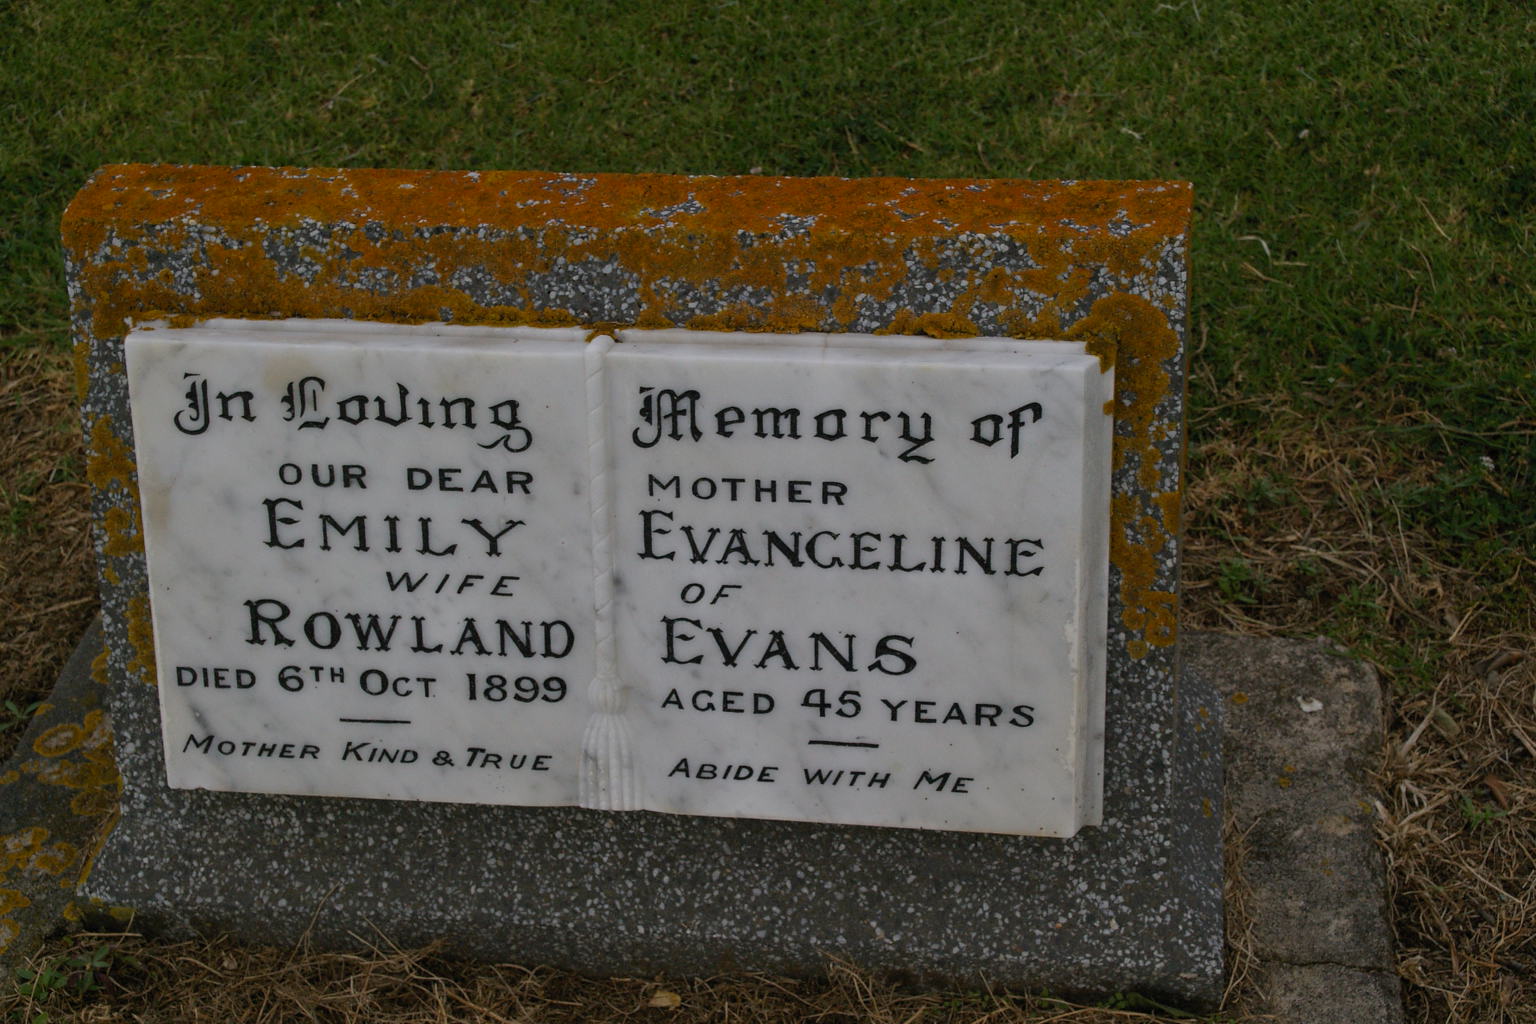 In Loving Memory of
OUR DEAR MOTHER
EMILY EVANGELINE
WIFE OF
ROWLAND EVANS
DIED 6TH OCT 1899 AGED 45 YEARS
MOTHER KIND & TRUE ABIDE WITH ME